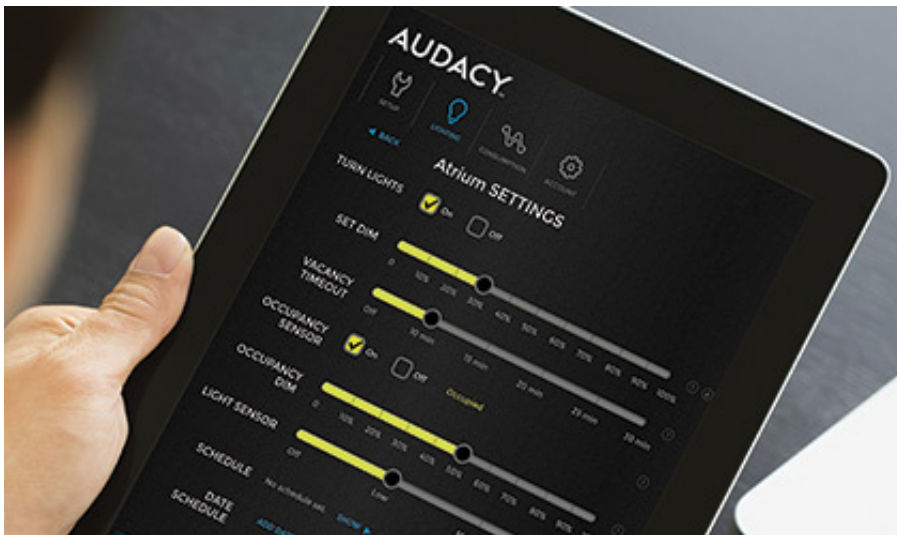 AUDACY
SETUP LIGHTING CONSUMPTION ACCOUNT
BACK
Atrium SETTINGS
TURN LIGHTS On Off
SET DIM
0 10% 20% 30% 40% 50% 60% 70% 80% 90% 100%
VACANCY
TIMEOUT
Off 10 min 15 min 20 min 25 min 30 min
OCCUPANCY
SENSOR On Off Occupied
OCCUPANCY
DIM
0 10% 20% 30% 40% 50% 60% 70% 80% 90%
LIGHT SENSOR
Off Low
SCHEDULE No schedule set. SHOW
DATE
SCHEDULE